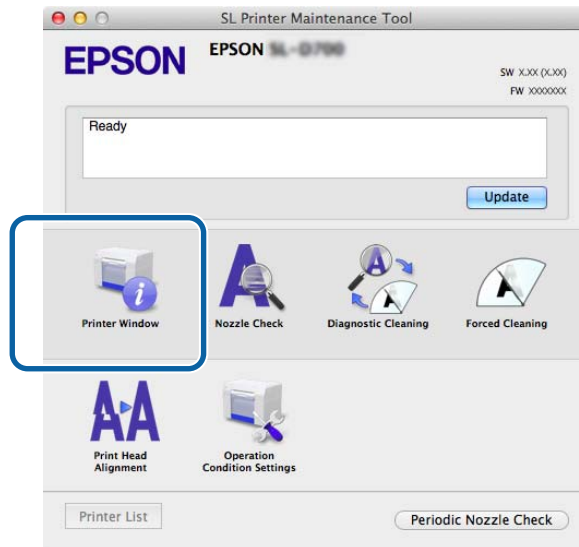 SL Printer Maintenance Tool
EPSON
EPSON
SW X.XX (X.XX)
FW XXXXXXX
Ready
Update
Printer Window
Nozzle Check
Diagnostic Cleaning
Forced Cleaning
Print Head
Alignment
Operation
Condition Settings
Printer List
Periodic Nozzle Check